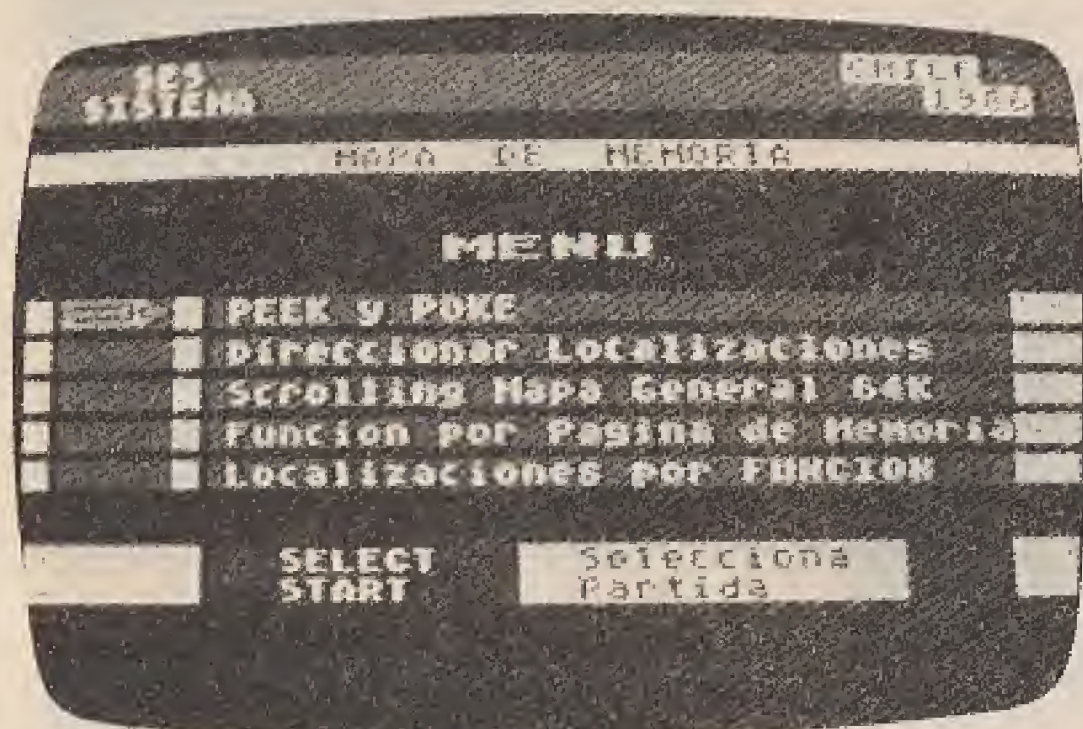 SISTEMA
MAPA DE MEMORIA
MENU
PEEK y POKE
Direccionar Localizaciones
Scrolling Mapa General 64K
Funcion por Pagina de Memoria
Localizaciones por FUNCION
SELECT Selecciona
START Partida